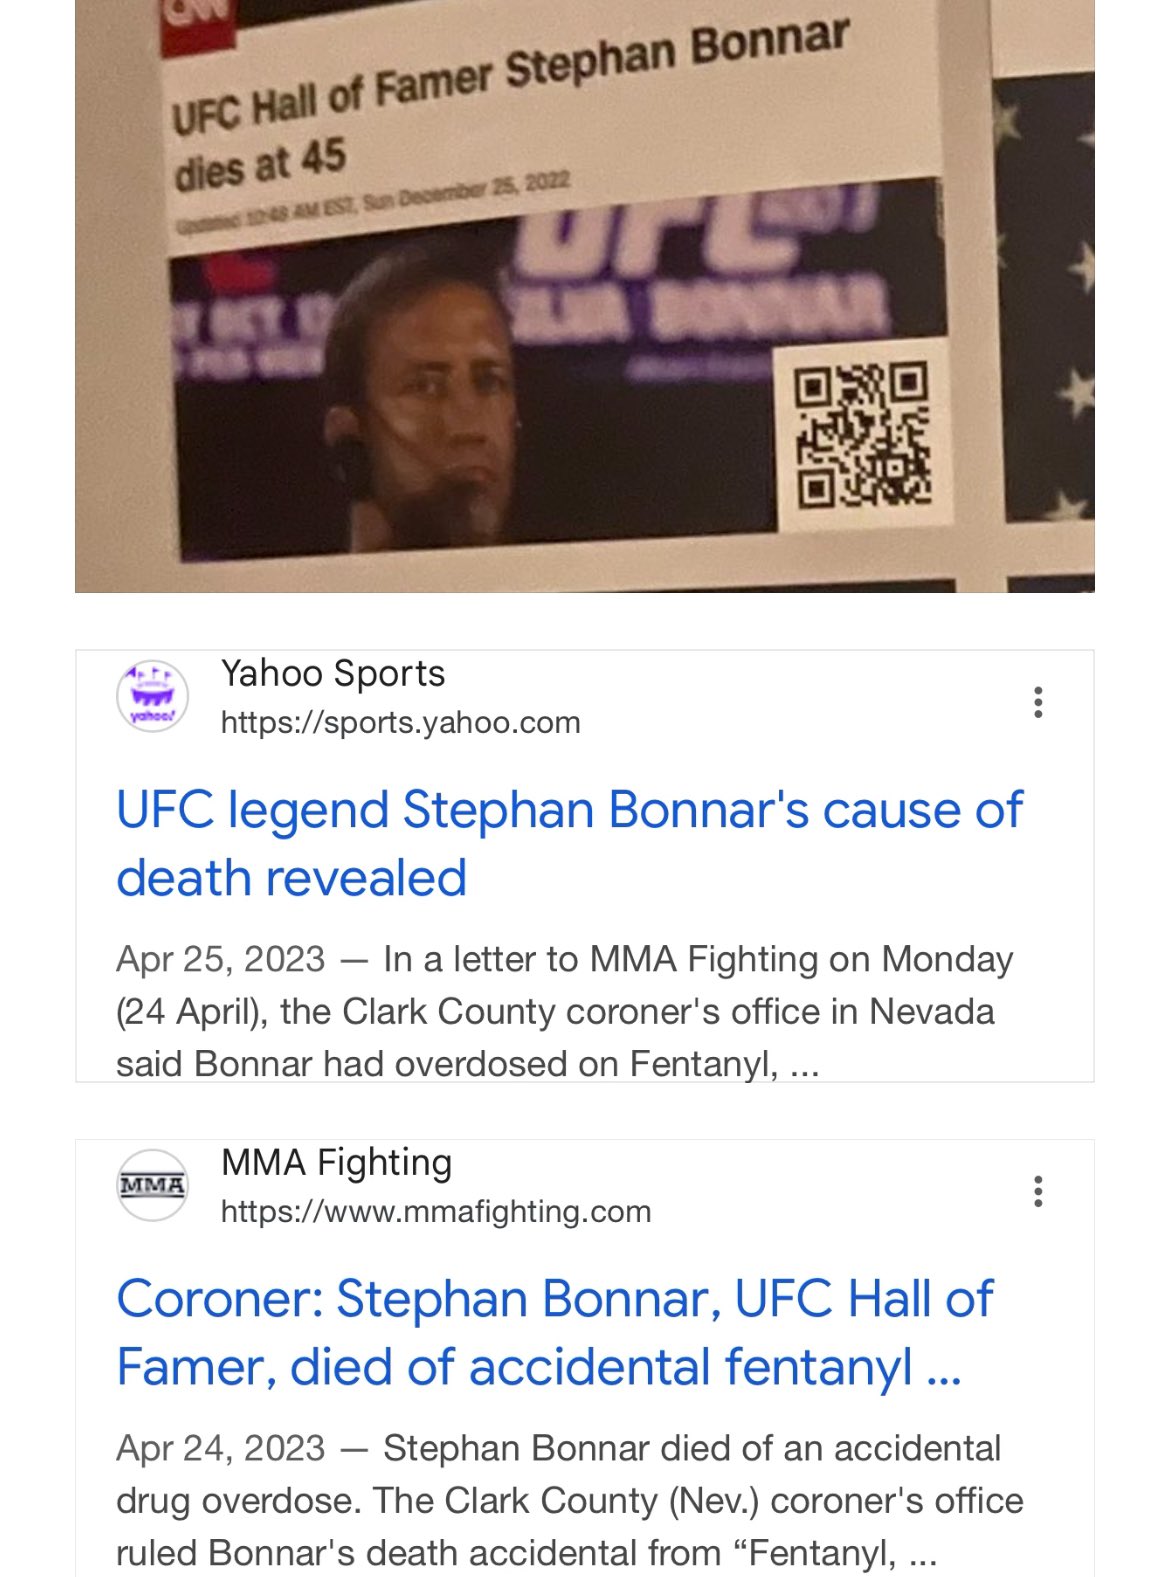 CNN
UFC Hall of Famer Stephan Bonnar
dies at 45
Updated 10:48 AM EST, Sun December 25, 2022
UFC
SILVA BONNAR
Yahoo Sports
yahoo!
https://sports.yahoo.com
UFC legend Stephan Bonnar's cause of
death revealed
Apr 25, 2023 — In a letter to MMA Fighting on Monday
(24 April), the Clark County coroner's office in Nevada
said Bonnar had overdosed on Fentanyl, ...
MMA Fighting
MMA
https://www.mmafighting.com
Coroner: Stephan Bonnar, UFC Hall of
Famer, died of accidental fentanyl ...
Apr 24, 2023 — Stephan Bonnar died of an accidental
drug overdose. The Clark County (Nev.) coroner's office
ruled Bonnar's death accidental from “Fentanyl, ...